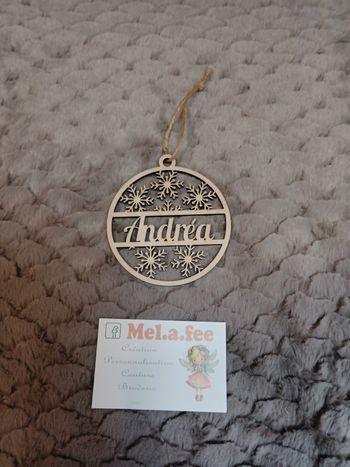 Andréa
Mel.a.fee
Création
Personnalisation
Couture
Broderie